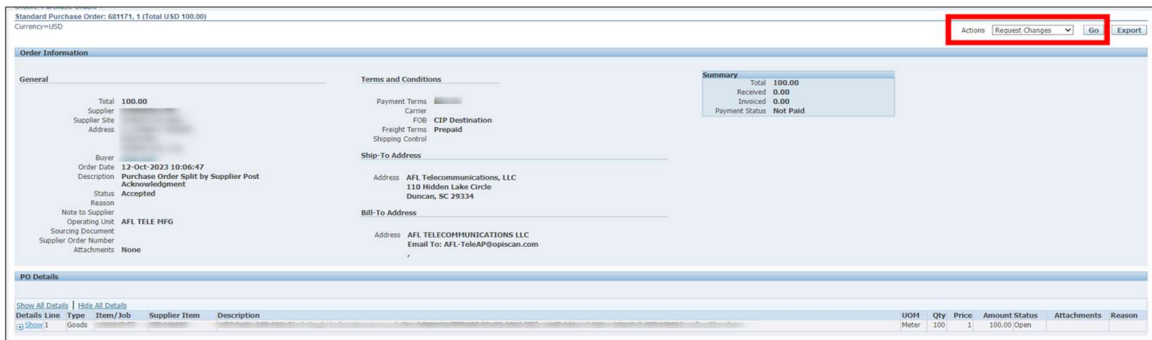 Standard Purchase Order: 681171, 1 (Total USD 100.00)
Currency=USD
Actions Request Changes Go Export
Order Information
General
Total 100.00
Supplier
Supplier Site
Address
Buyer
Order Date 12-Oct-2023 10:06:47
Description Purchase Order Split by Supplier Post
Acknowledgment
Status Accepted
Reason
Note to Supplier
Operating Unit AFL TELE MFG
Sourcing Document
Supplier Order Number
Attachments None
Terms and Conditions
Payment Terms
Carrier
FOB CIP Destination
Freight Terms Prepaid
Shipping Control
Ship-To Address
Address AFL Telecommunications, LLC
110 Hidden Lake Circle
Duncan, SC 29334
Bill-To Address
Address AFL TELECOMMUNICATIONS LLC
Email To: AFL-TeleAP@opiscan.com
,
Summary
Total 100.00
Received 0.00
Invoiced 0.00
Payment Status Not Paid
PO Details
Show All Details | Hide All Details
Details Line Type Item/Job Supplier Item Description UOM Qty Price Amount Status Attachments Reason
Show 1 Goods Meter 100 1 100.00 Open